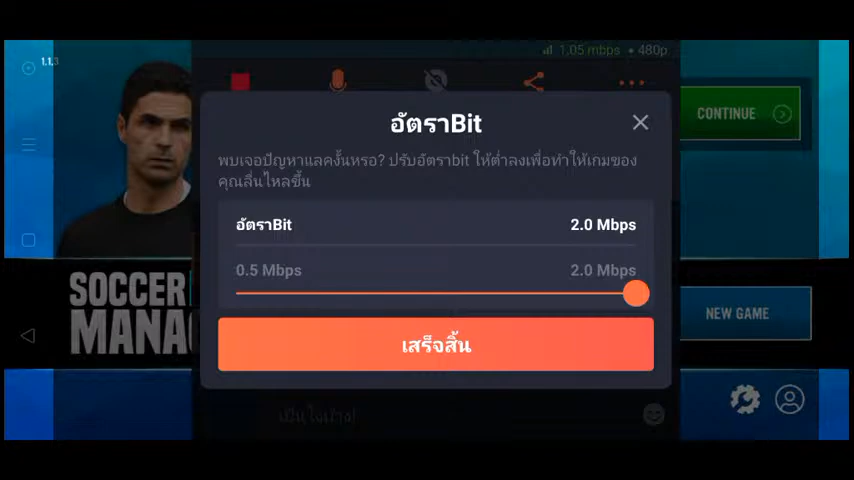 1.05 mbps • 480p
1.1.3
CONTINUE
อัตราBit
พบเจอปัญหาแลคงั้นหรอ? ปรับอัตราbit ให้ต่ำลงเพื่อทำให้เกมของ
คุณลื่นไหลขึ้น
อัตราBit 2.0 Mbps
0.5 Mbps 2.0 Mbps
SOCCER
MANA
NEW GAME
เสร็จสิ้น